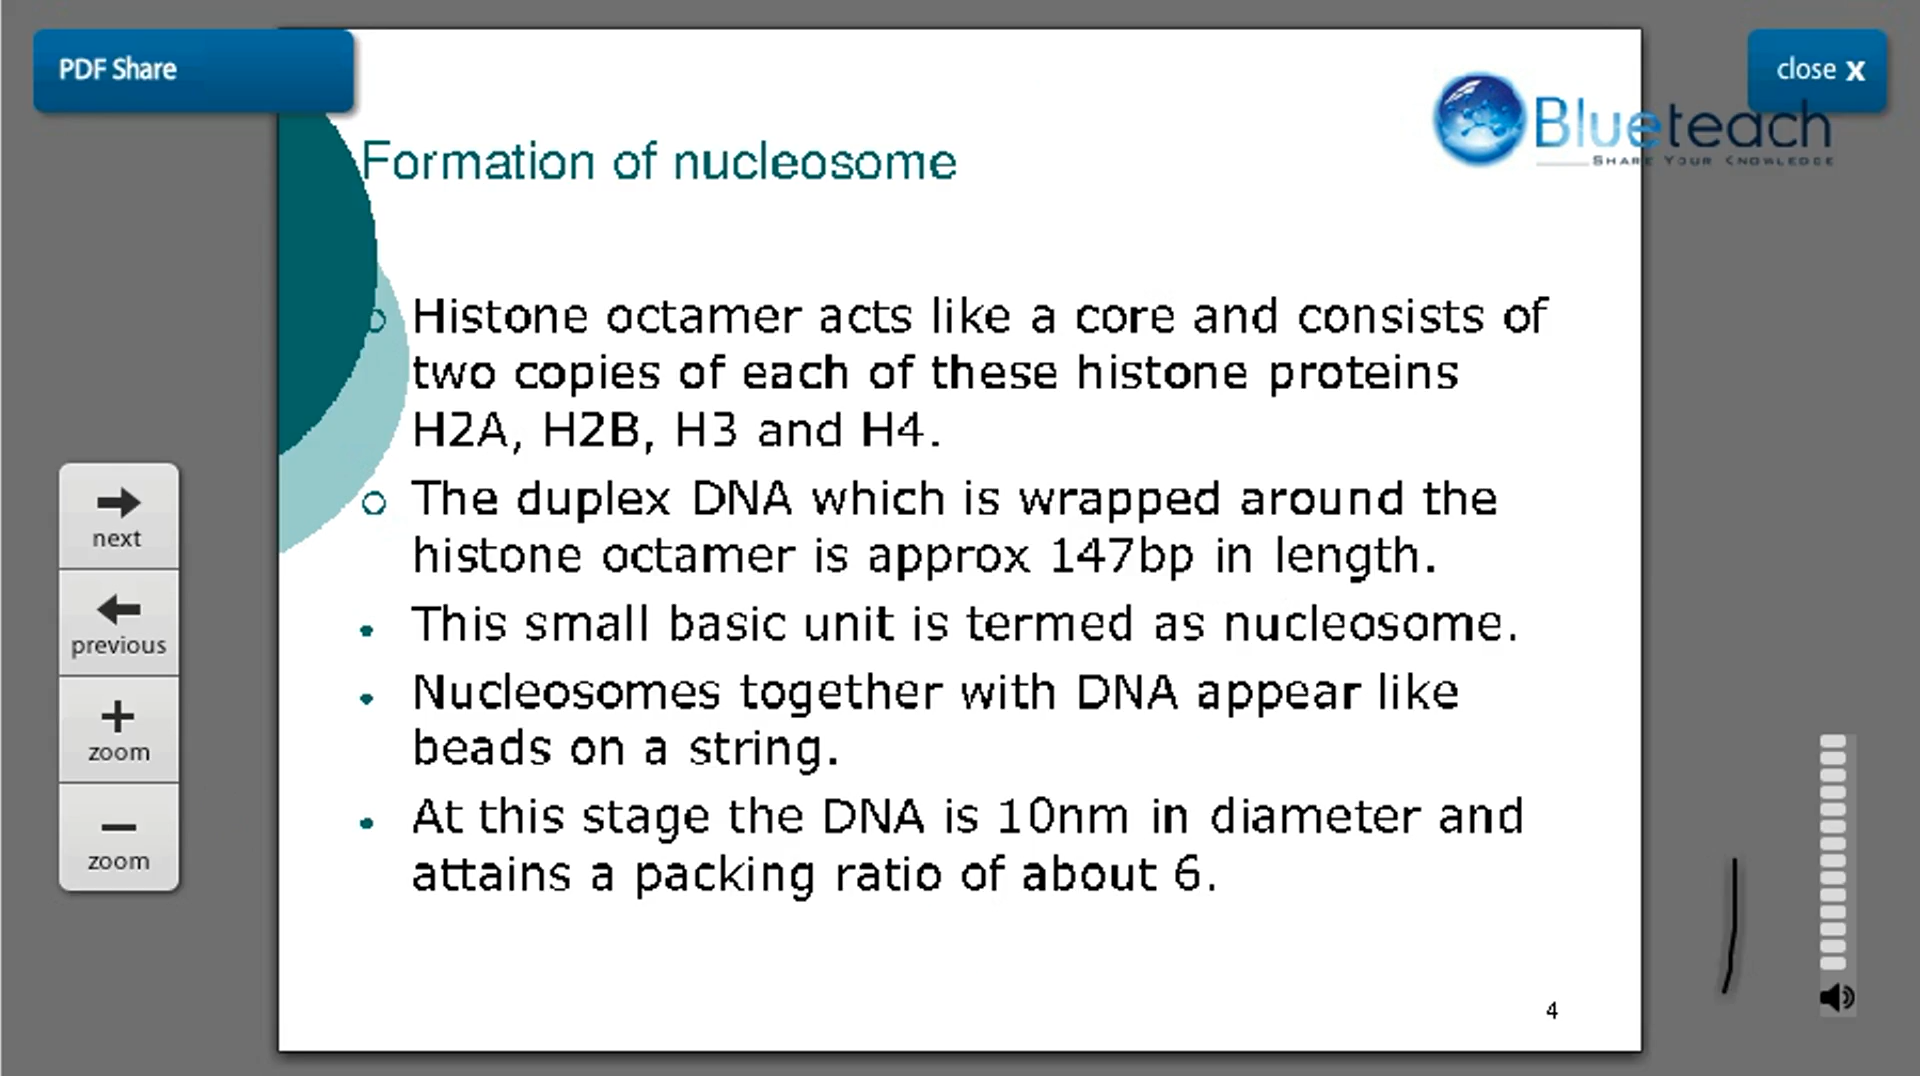 PDF Share
close X
Blueteach
SHARE YOUR KNOWLEDGE
Formation of nucleosome
Histone octamer acts like a core and consists of
two copies of each of these histone proteins
H2A, H2B, H3 and H4.
The duplex DNA which is wrapped around the
histone octamer is approx 147bp in length.
This small basic unit is termed as nucleosome.
Nucleosomes together with DNA appear like
beads on a string.
At this stage the DNA is 10nm in diameter and
attains a packing ratio of about 6.
next
previous
zoom
zoom
4